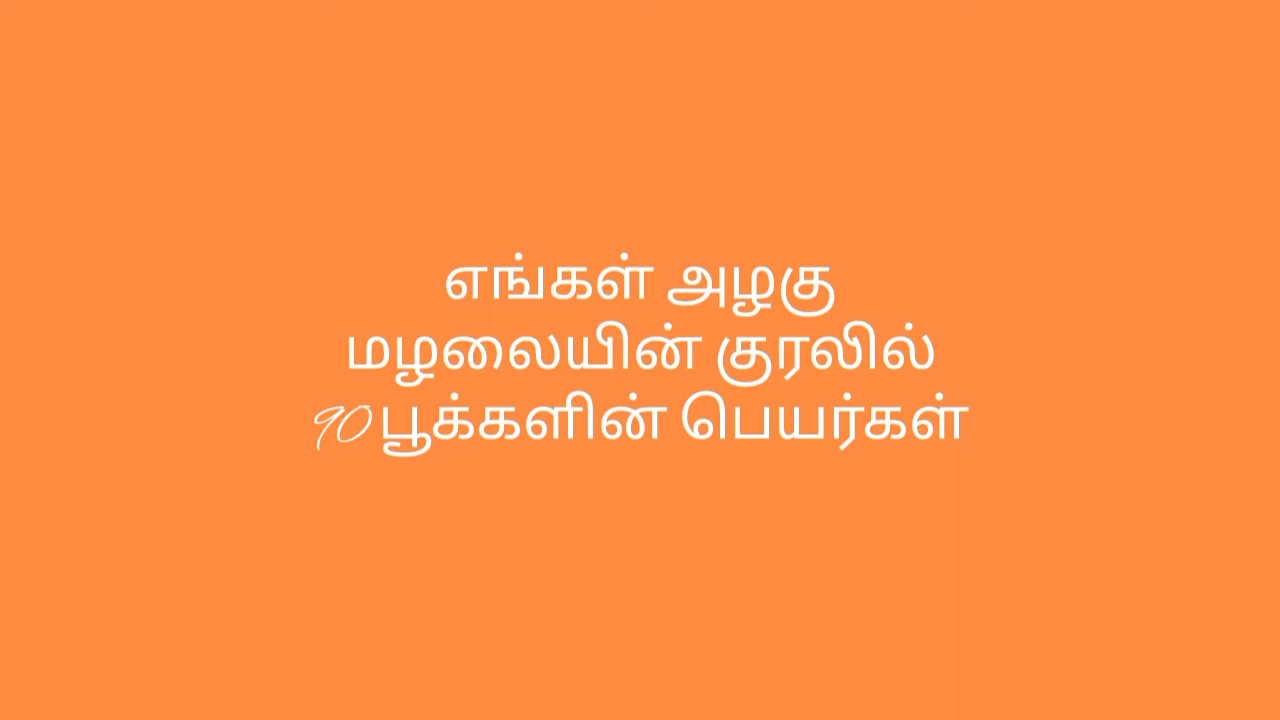 எங்கள் அழகு
மழலையின் குரலில்
90 பூக்களின் பெயர்கள்